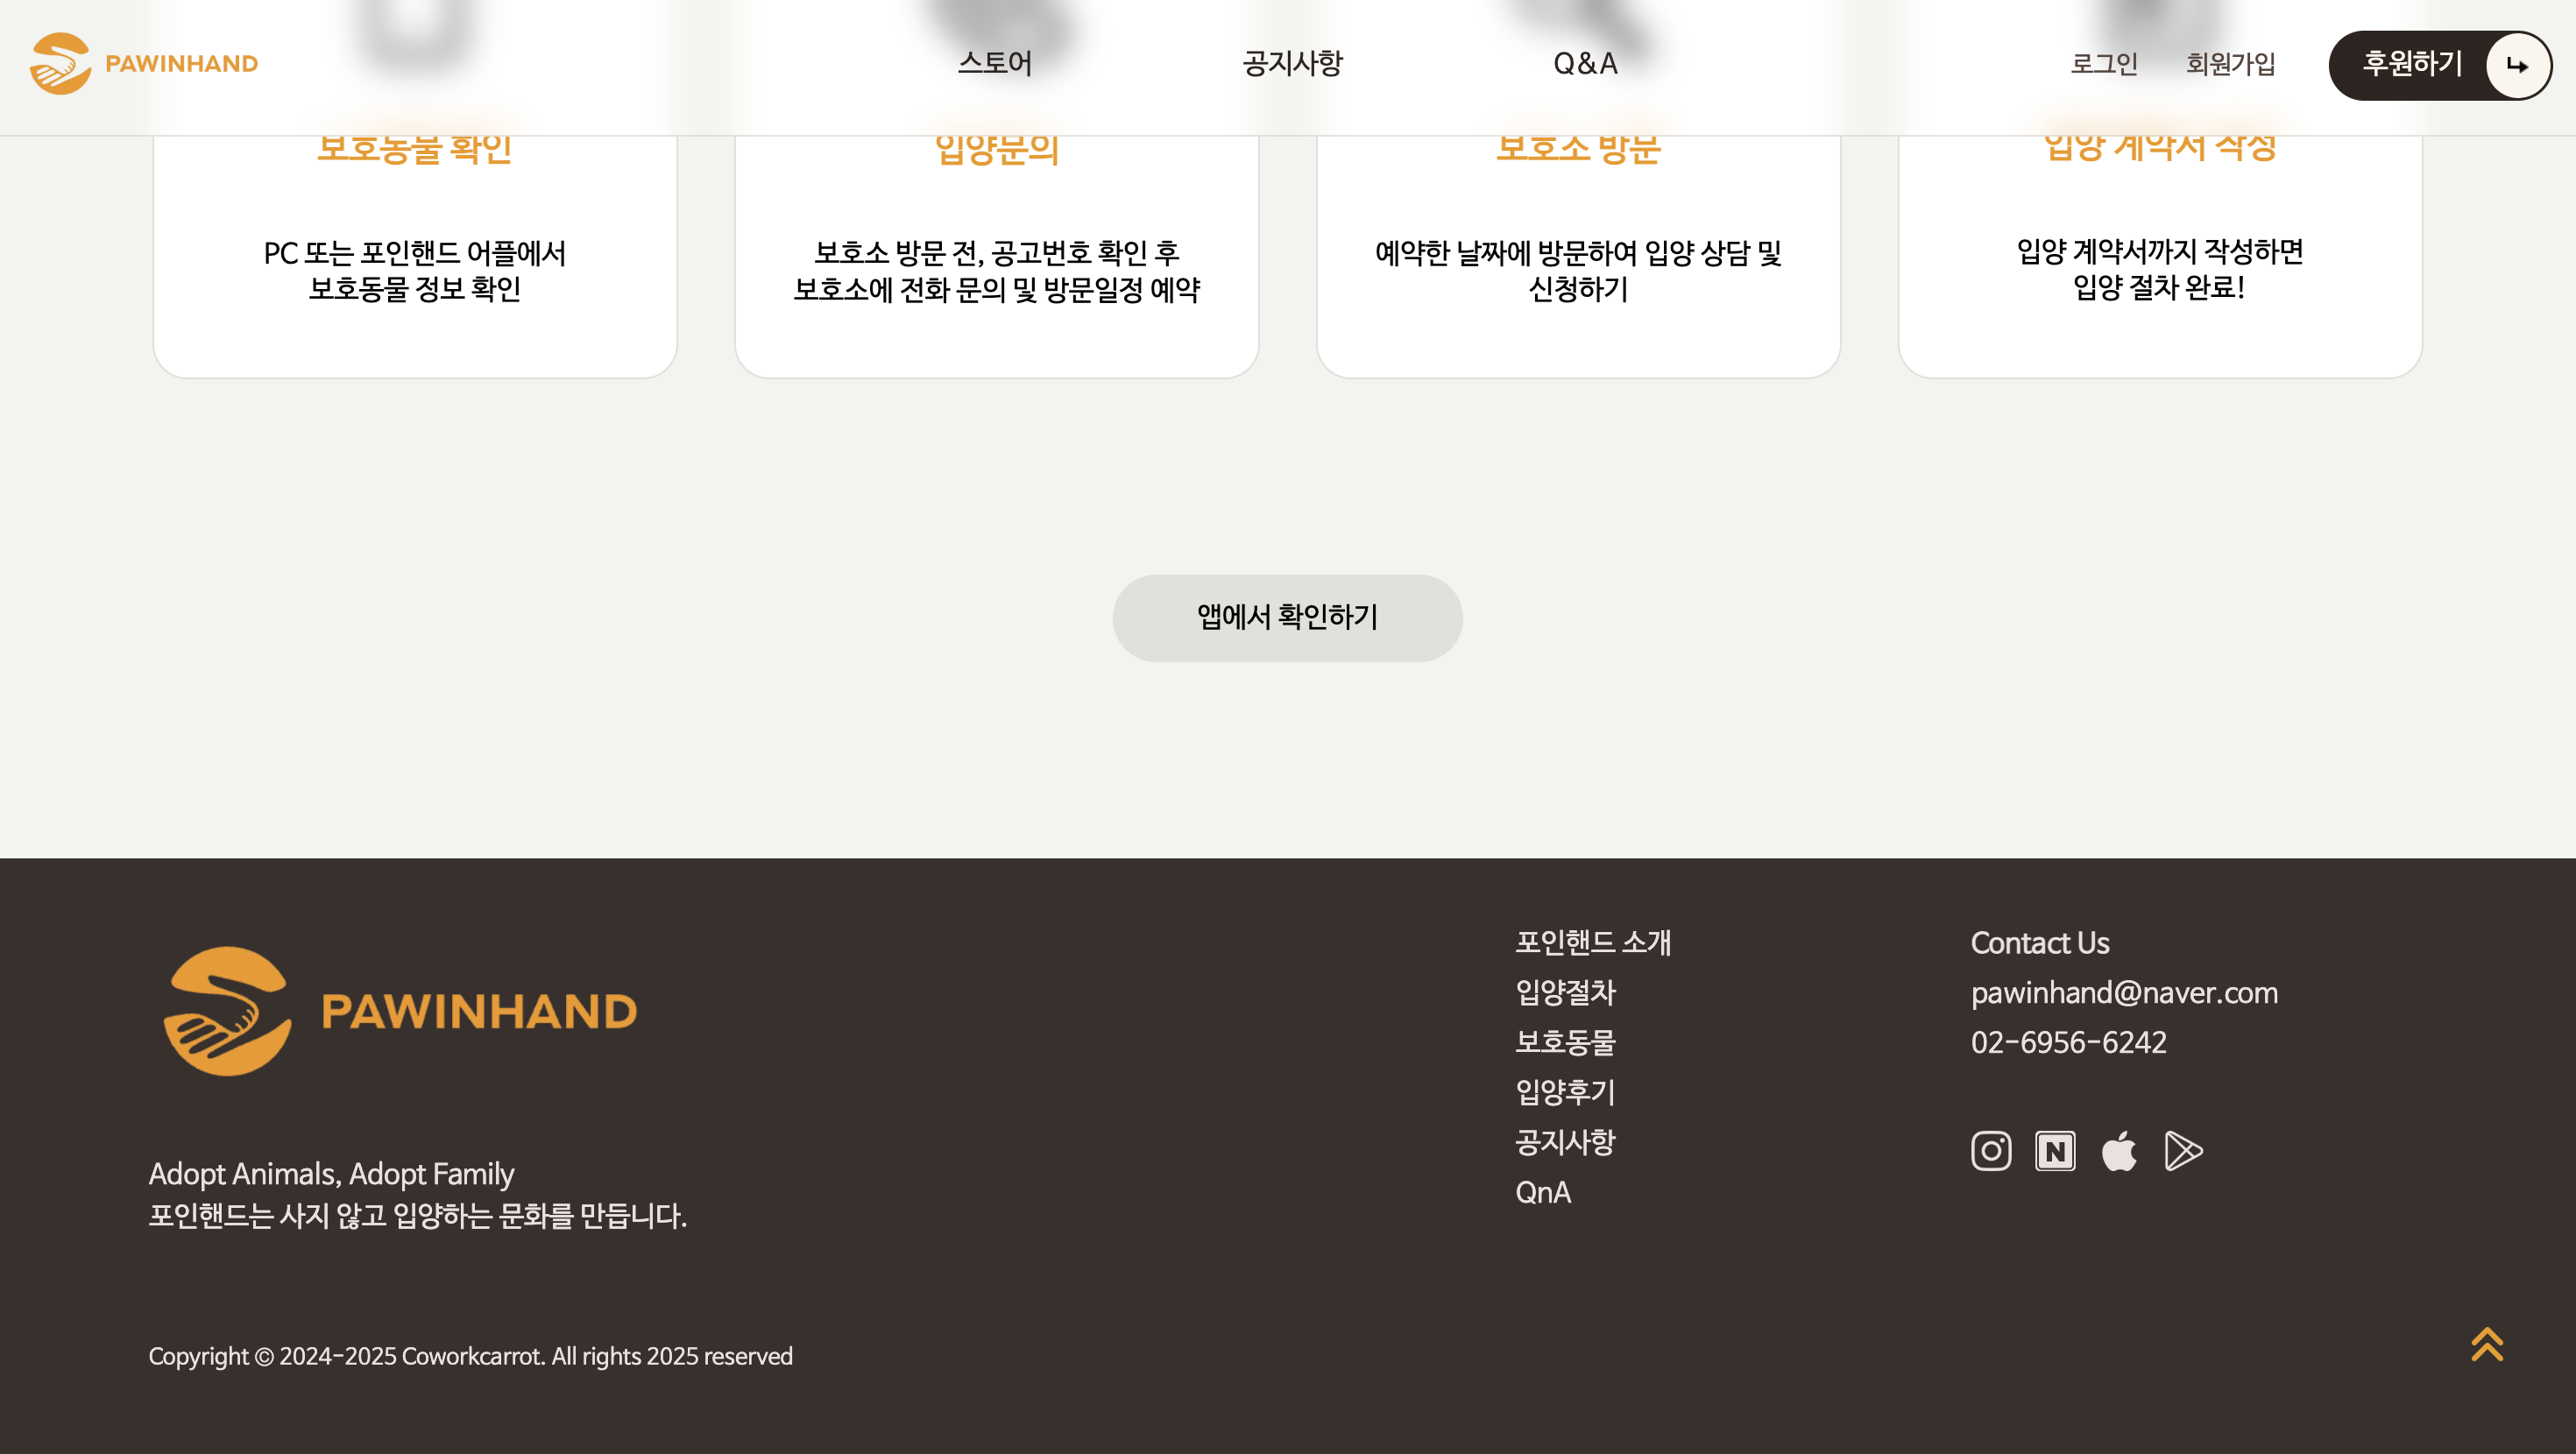 PAWINHAND
스토어
공지사항
Q&A
로그인
회원가입
후원하기
보호동물 확인
입양문의
보호소 방문
입양 계약서 작성
PC 또는 포인핸드 어플에서
보호동물 정보 확인
보호소 방문 전, 공고번호 확인 후
보호소에 전화 문의 및 방문일정 예약
예약한 날짜에 방문하여 입양 상담 및
신청하기
입양 계약서까지 작성하면
입양 절차 완료!
앱에서 확인하기
PAWINHAND
Adopt Animals, Adopt Family
포인핸드는 사지 않고 입양하는 문화를 만듭니다.
포인핸드 소개
입양절차
보호동물
입양후기
공지사항
QnA
Contact Us
pawinhand@naver.com
02-6956-6242
N
Copyright © 2024-2025 Coworkcarrot. All rights 2025 reserved